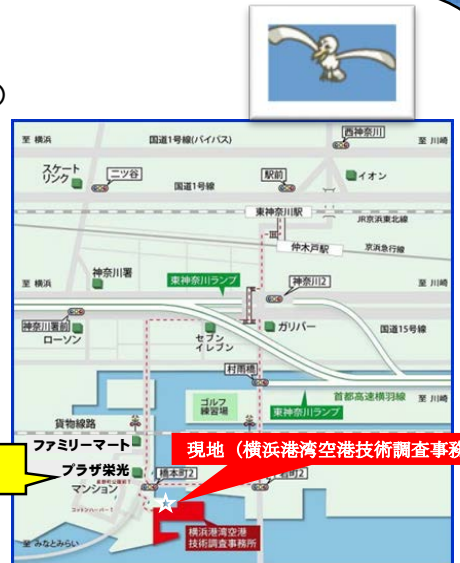 西神奈川
至 横浜
国道1号線(バイパス)
至 川崎
スケート
リンク
二ツ谷
駅前
イオン
国道1号線
東神奈川駅
JR京浜東北線
仲木戸駅
京浜急行線
神奈川署
至 横浜
東神奈川ランプ
神奈川2
至 川崎
神奈川署前
ローソン
セブン
イレブン
ガリバー
国道15号線
村雨橋
ゴルフ
練習場
首都高速横羽線
至 川崎
東神奈川ランプ
貨物線路
ファミリーマート
現地（横浜港湾空港技術調査事務
プラザ栄光
橋本町2
町2
マンション
コットンハーバー
横浜港湾空港
技術調査事務所
至 みなとみらい